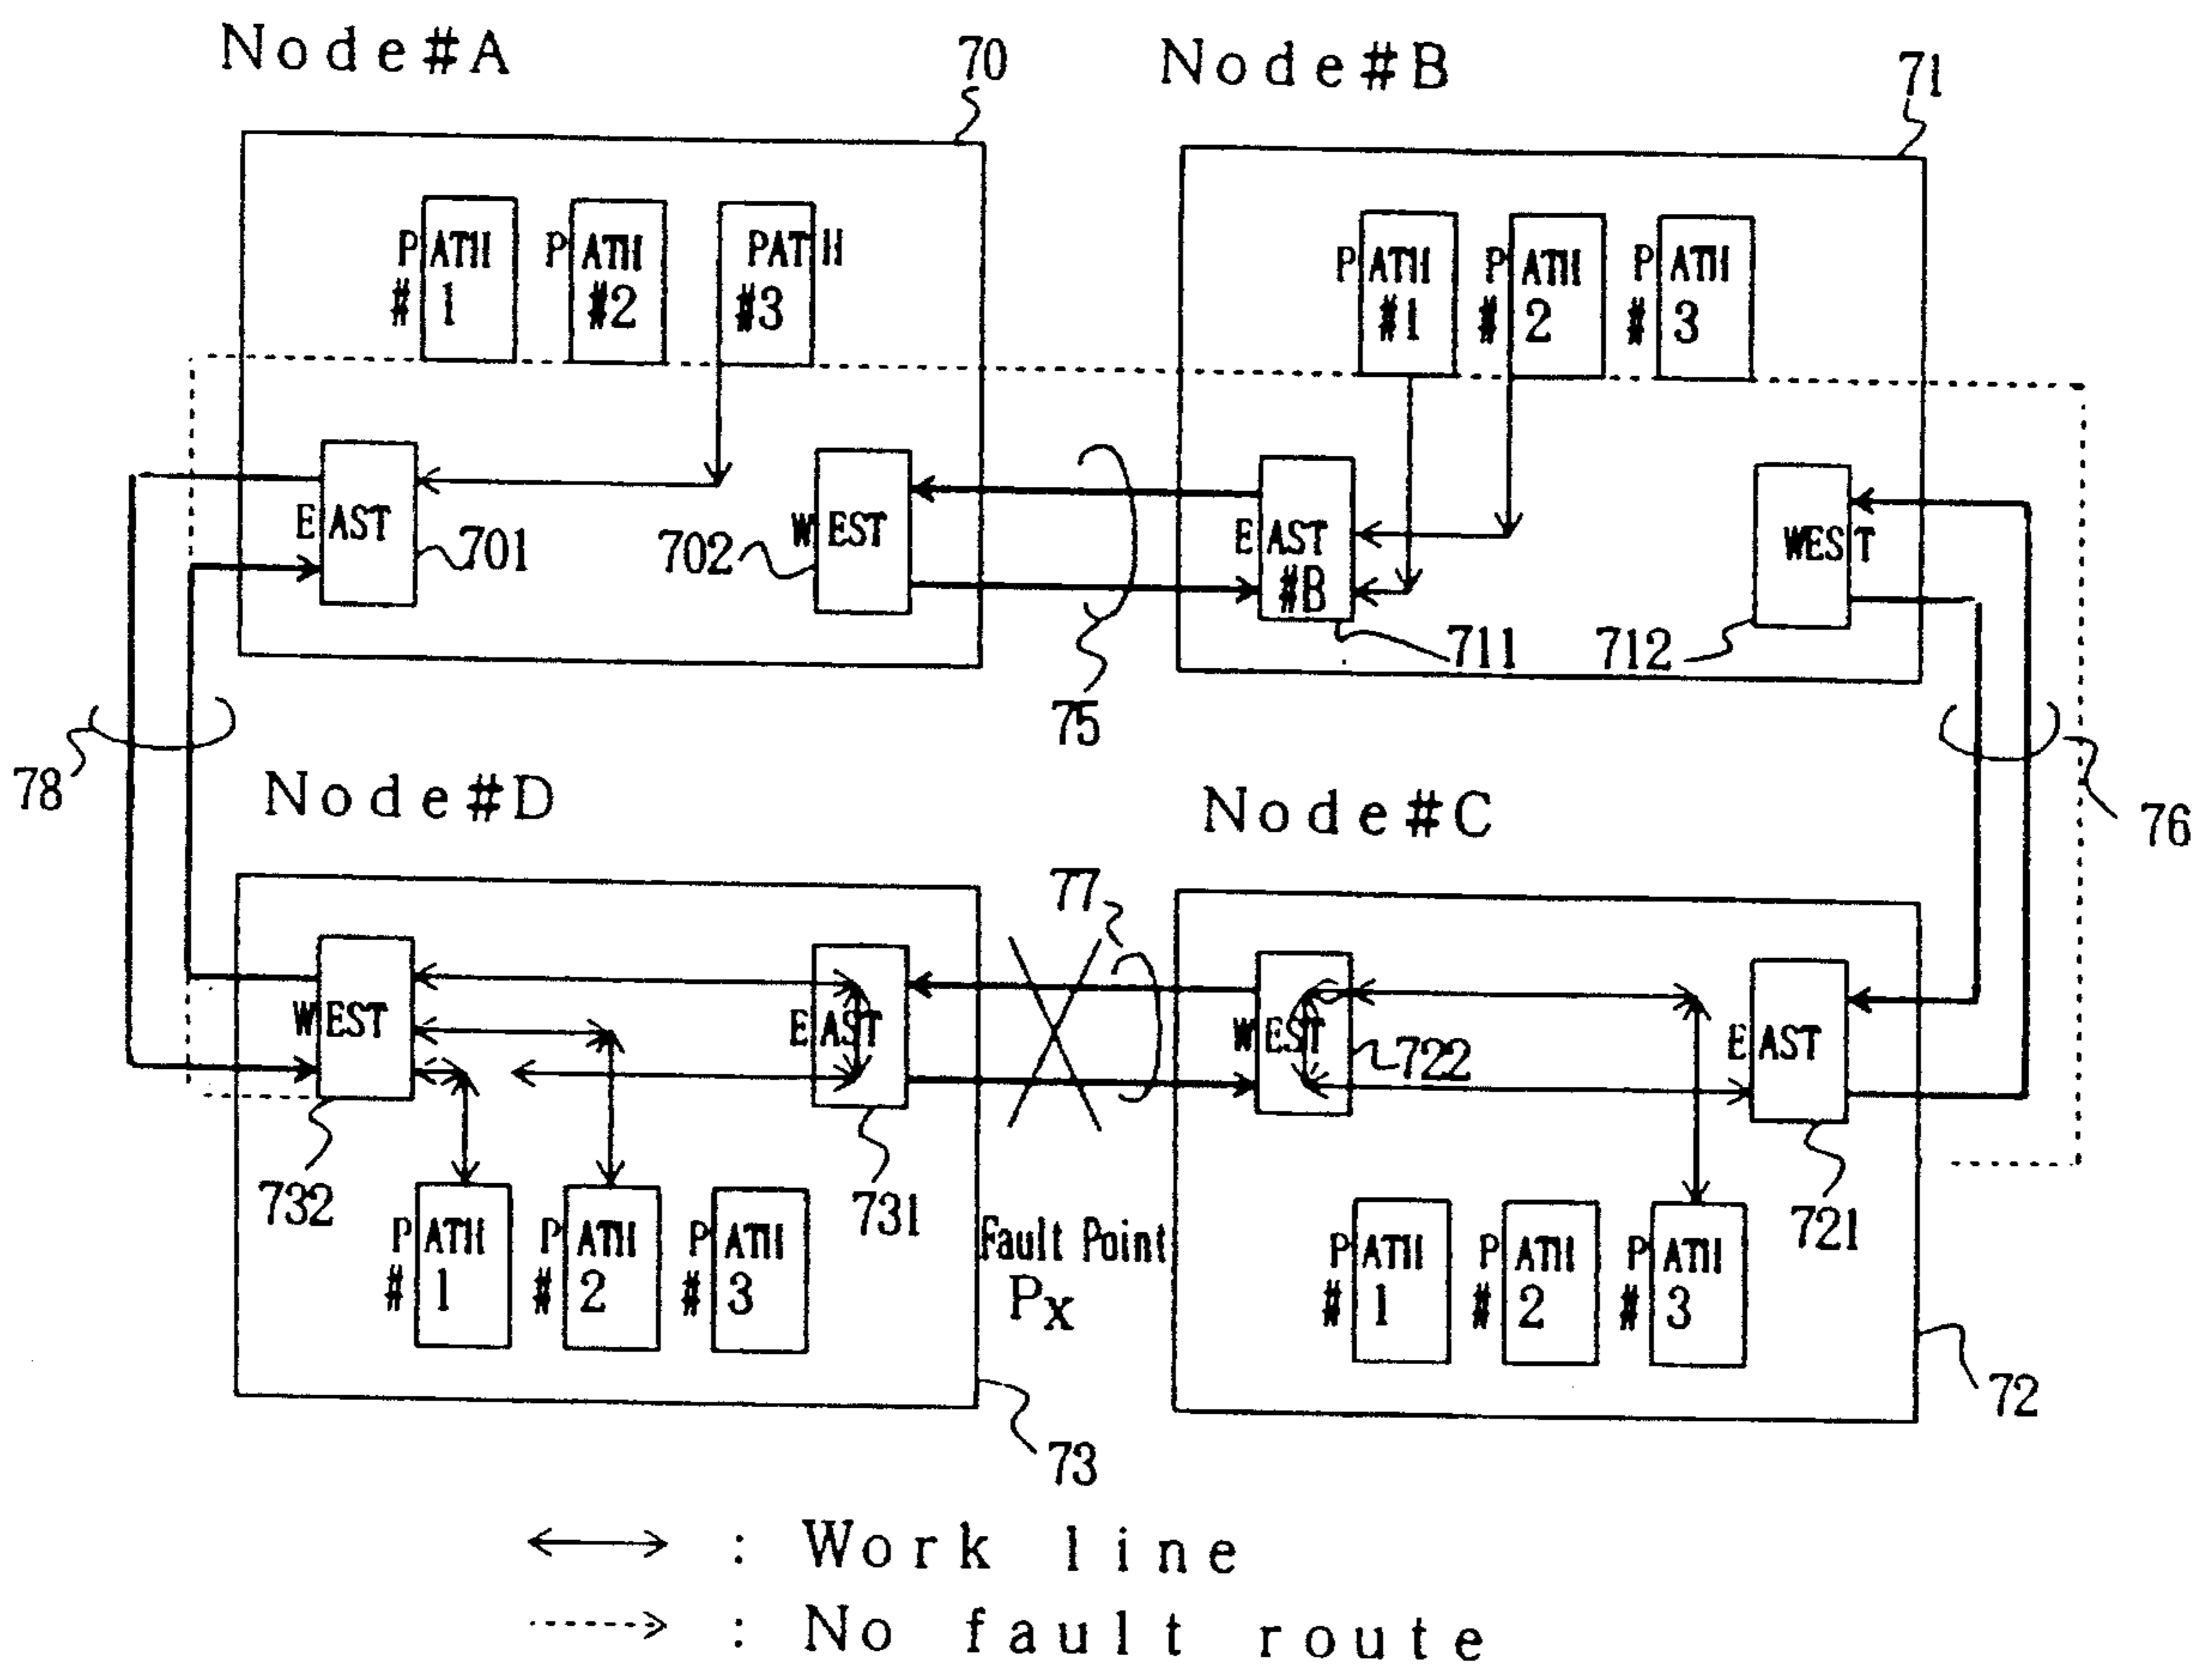 Node#A
70
Node#B
71
PATH #1
PATH #2
PATH #3
PATH #1
PATH #2
PATH #3
EAST
701
702
WEST
EAST #B
711
712
WEST
75
78
76
Node#D
Node#C
77
WEST
EAST
WEST
722
EAST
732
731
721
PATH #1
PATH #2
PATH #3
Fault Point
Px
PATH #1
PATH #2
PATH #3
73
72
: Work line
: No fault route